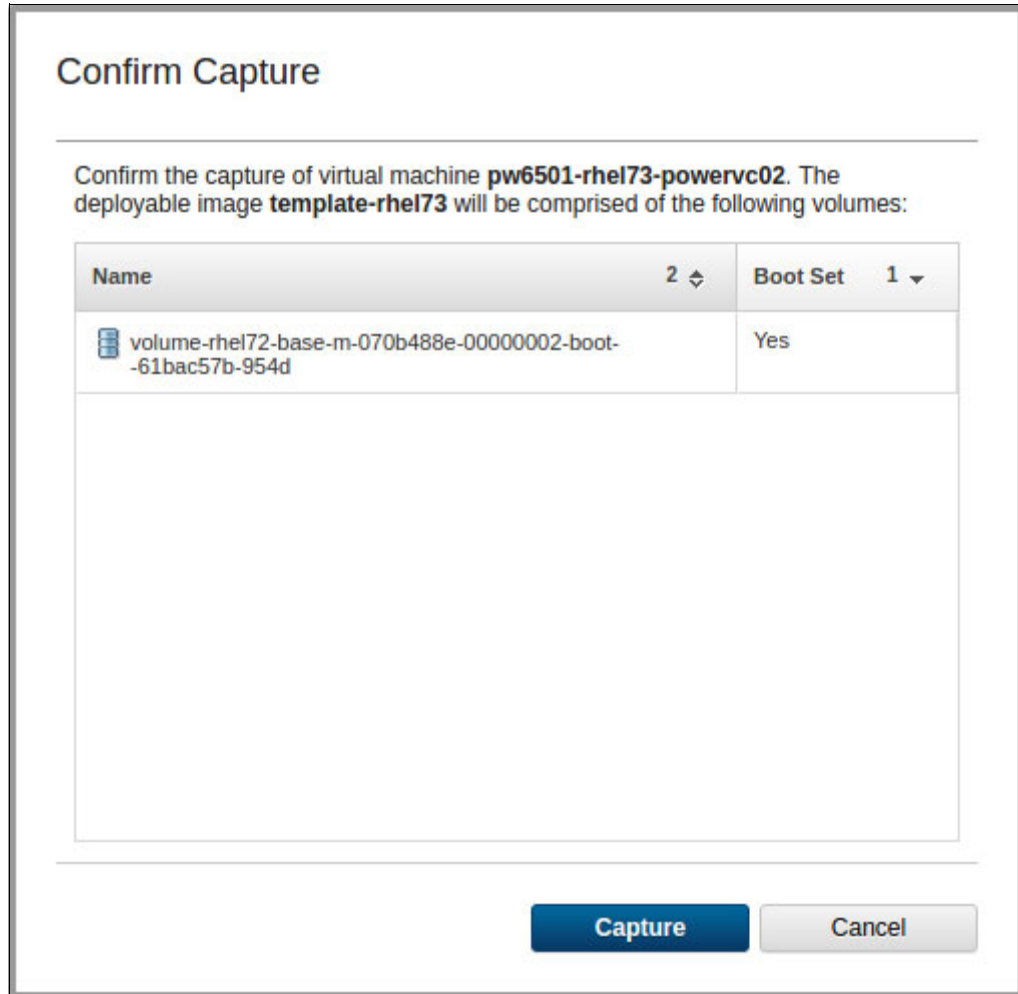 Confirm Capture
Confirm the capture of virtual machine pw6501-rhel73-powervc02. The
deployable image template-rhel73 will be comprised of the following volumes:
Name 2 Boot Set 1
volume-rhel72-base-m-070b488e-00000002-boot- Yes
-61bac57b-954d
Capture Cancel